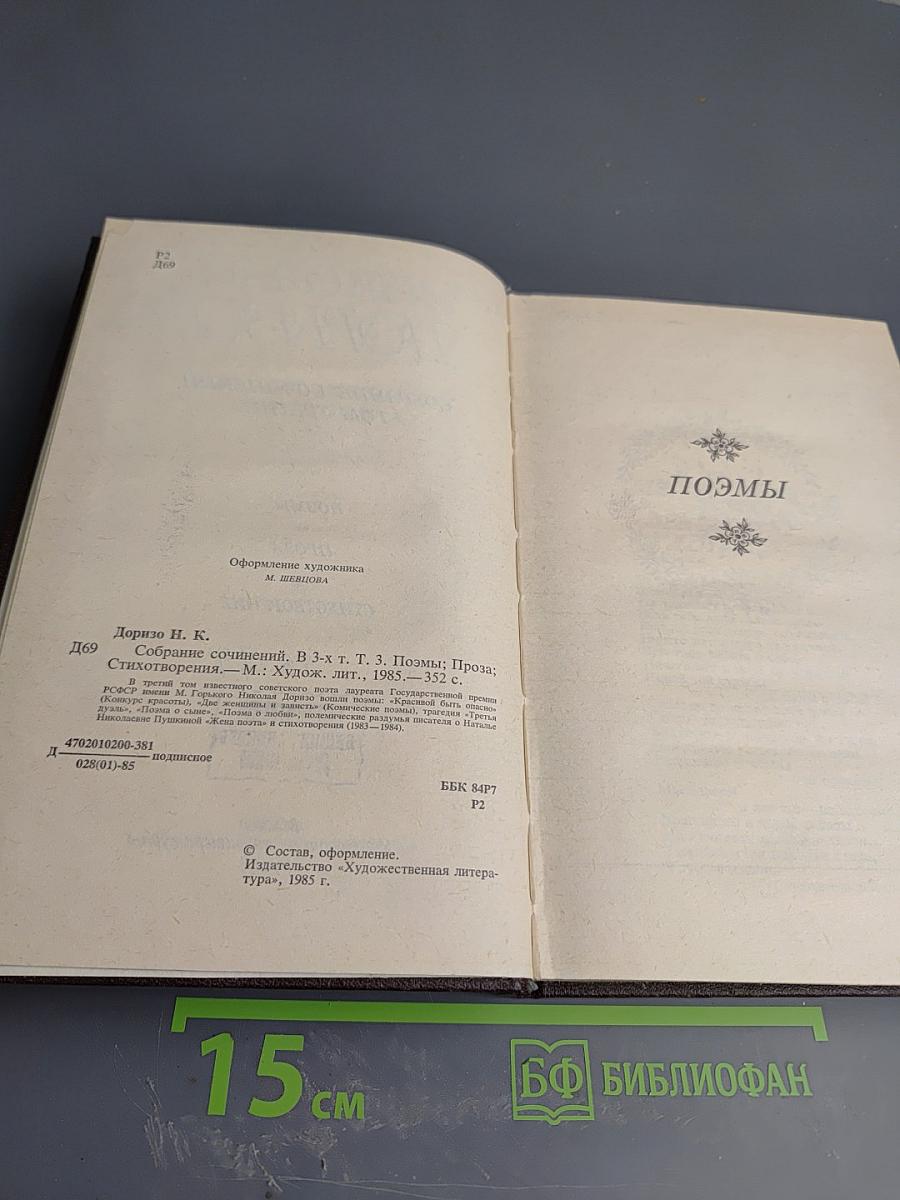 Р2
Д69
Оформление художника
М. ШЕВЦОВА
Доризо Н. К.
Д69 Собрание сочинений. В 3-х т. Т. 3. Поэмы; Проза;
Стихотворения.— М.: Худож. лит., 1985.— 352 с.
В третий том известного советского поэта лауреата Государственной премии
РСФСР имени М. Горького Николая Доризо вошли поэмы: «Красивой быть опасно»
(Конкурс красоты), «Две женщины и зависть» (Комические поэмы), трагедия «Третья
дуэль», «Поэма о сыне», «Поэма о любви», полемические раздумья писателя о Наталье
Николаевне Пушкиной «Жена поэта» и стихотворения (1983—1984).
4702010200-381
Д подписное
028(01)-85
ББК 84Р7
Р2
© Состав, оформление.
Издательство «Художественная литера-
тура», 1985 г.
ПОЭМЫ
15 см
БФ БИБЛИОФАН